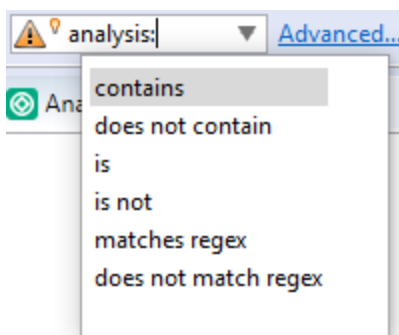 analysis: Advanced...
Ana
contains
does not contain
is
is not
matches regex
does not match regex